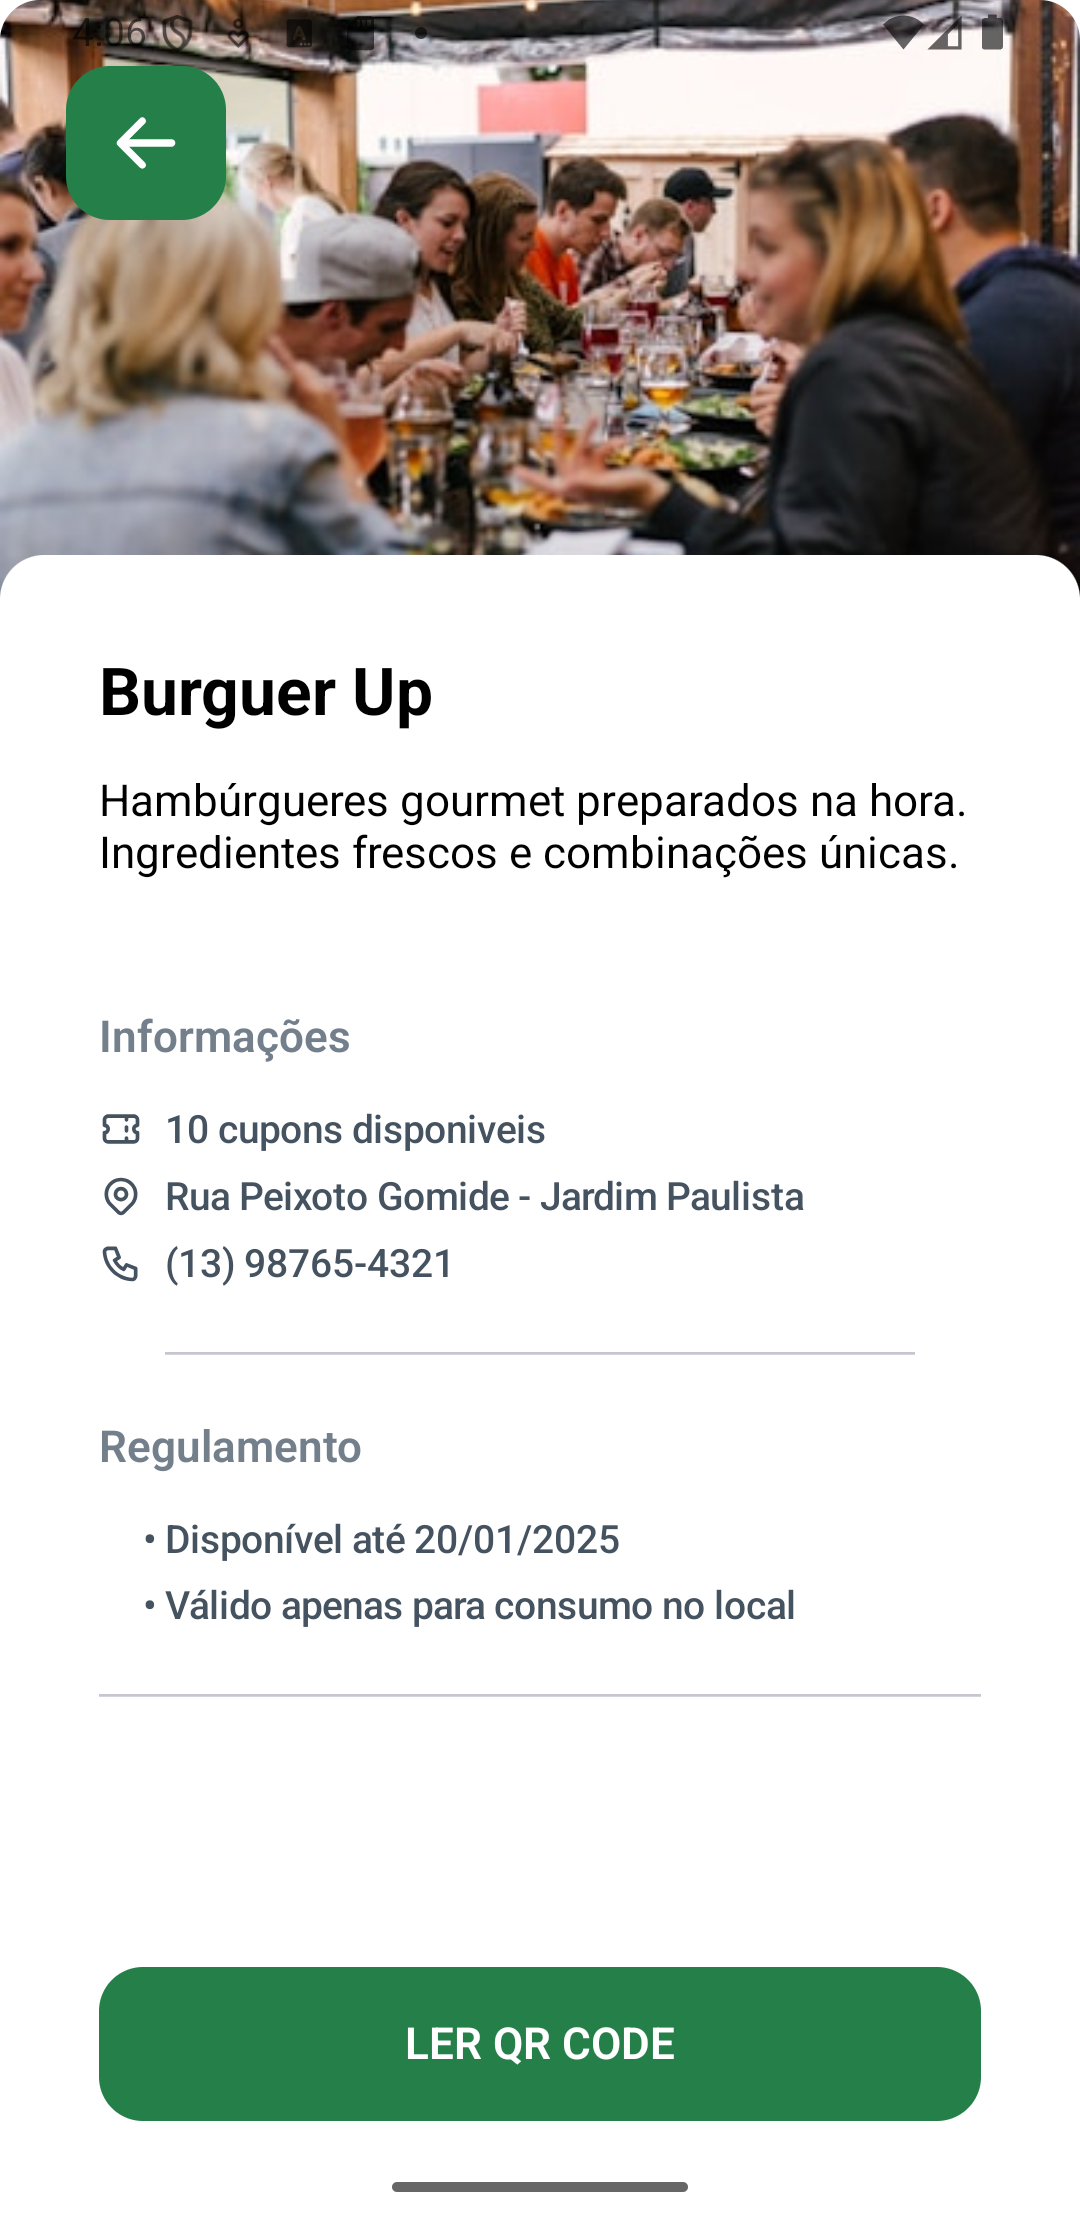 4:06
Burguer Up
Hambúrgueres gourmet preparados na hora.
Ingredientes frescos e combinações únicas.
Informações
10 cupons disponiveis
Rua Peixoto Gomide - Jardim Paulista
(13) 98765-4321
Regulamento
• Disponível até 20/01/2025
• Válido apenas para consumo no local
LER QR CODE